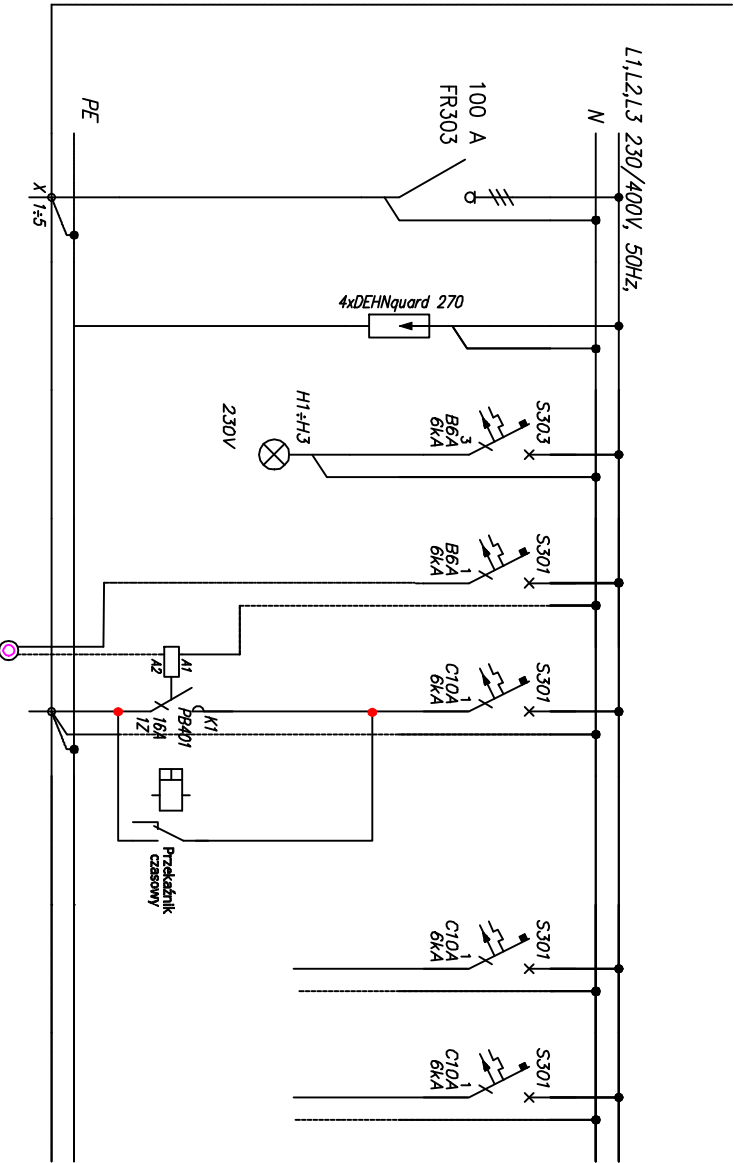 L1,L2,L3 230/400V, 50Hz,
N
PE
100 A
FR303
X 1÷5
4xDEHNguard 270
S303
B6A 3
6kA
H1÷H3
230V
S301
B6A 1
6kA
A1
A2
S301
C10A 1
6kA
K1
PB401
16A
1Z
Przekaźnik
czasowy
S301
C10A 1
6kA
S301
C10A 1
6kA